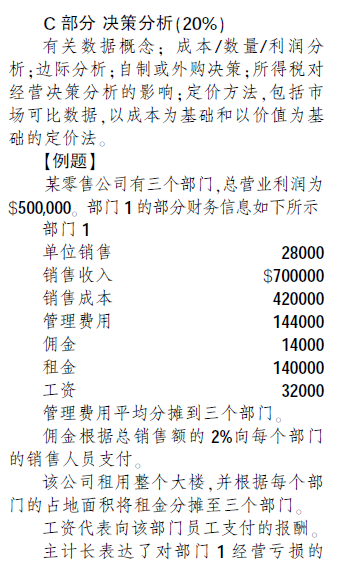 C 部分 决策分析(20%)
有关数据概念；成本/数量/利润分
析；边际分析；自制或外购决策；所得税对
经营决策分析的影响；定价方法，包括市
场可比数据，以成本为基础和以价值为基
础的定价法。
【例题】
某零售公司有三个部门，总营业利润为
$500,000。部门 1 的部分财务信息如下所示
部门 1
单位销售 28000
销售收入 $700000
销售成本 420000
管理费用 144000
佣金 14000
租金 140000
工资 32000
管理费用平均分摊到三个部门。
佣金根据总销售额的 2%向每个部门
的销售人员支付。
该公司租用整个大楼，并根据每个部
门的占地面积将租金分摊至三个部门。
工资代表向该部门员工支付的报酬。
主计长表达了对部门 1 经营亏损的